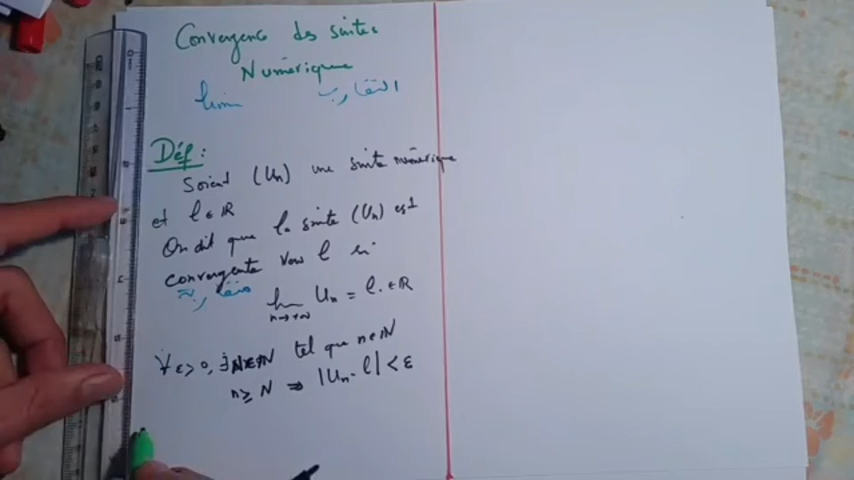 Convergence des suites
Numérique
lim التقارب
Déf :
Soient (Un) une suite numérique
et l ∈ ℝ
On dit que la suite (Un) est
convergente vers l si
متقاربة
lim Un = l. ∈ ℝ
n→+∞
∀ε>0, ∃N∈ℕ tel que n∈ℕ
n≥N ⇒ |Un-l|<ε